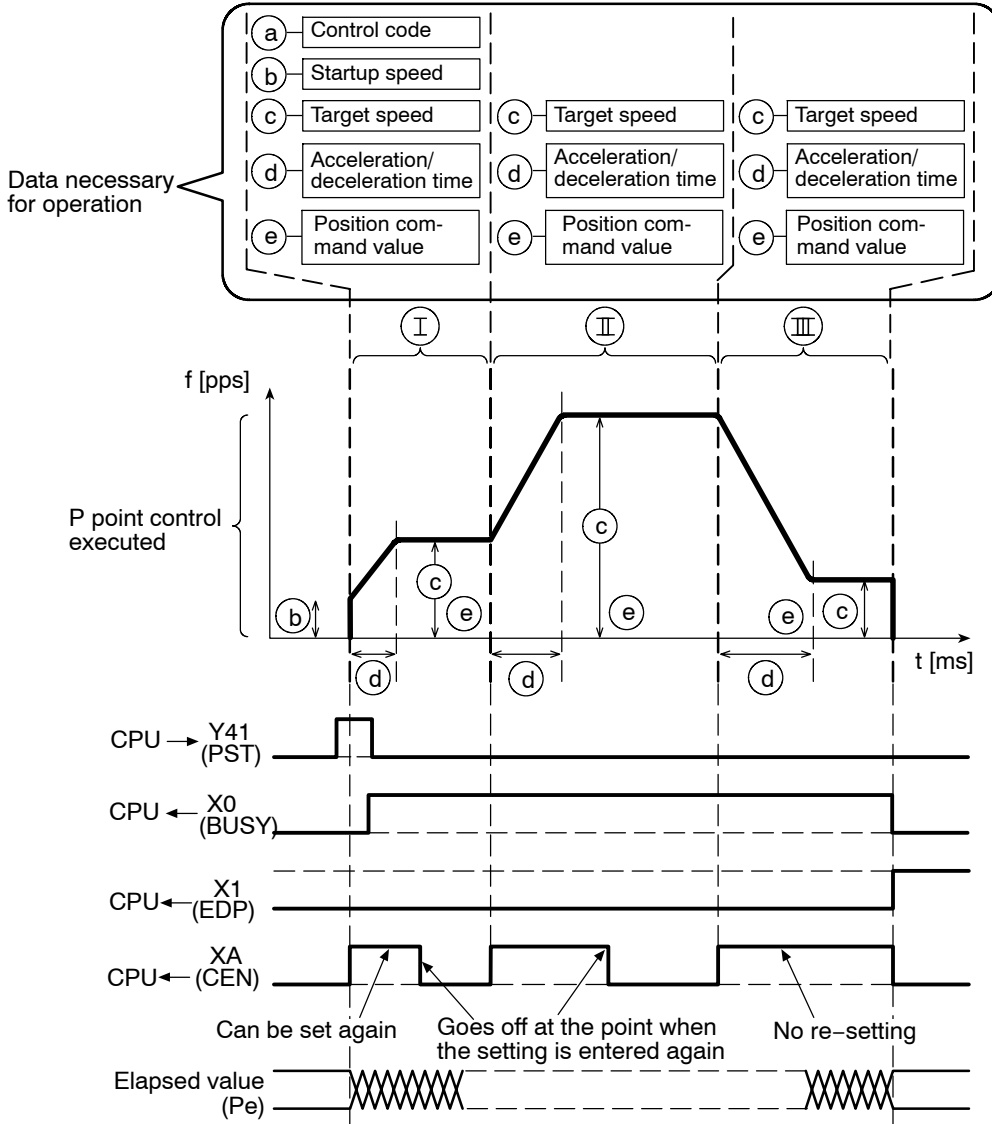 a Control code
b Startup speed
c Target speed c Target speed c Target speed
d Acceleration/ d Acceleration/ d Acceleration/
deceleration time deceleration time deceleration time
Data necessary
for operation
e Position com- e Position com- e Position com-
mand value mand value mand value
I II III
f [pps]
P point control
executed
c
c
b e e e c
t [ms]
d d d
CPU → Y41
(PST)
CPU ← X0
(BUSY)
CPU ← X1
(EDP)
CPU ← XA
(CEN)
Can be set again
Goes off at the point when
the setting is entered again
No re-setting
Elapsed value
(Pe)